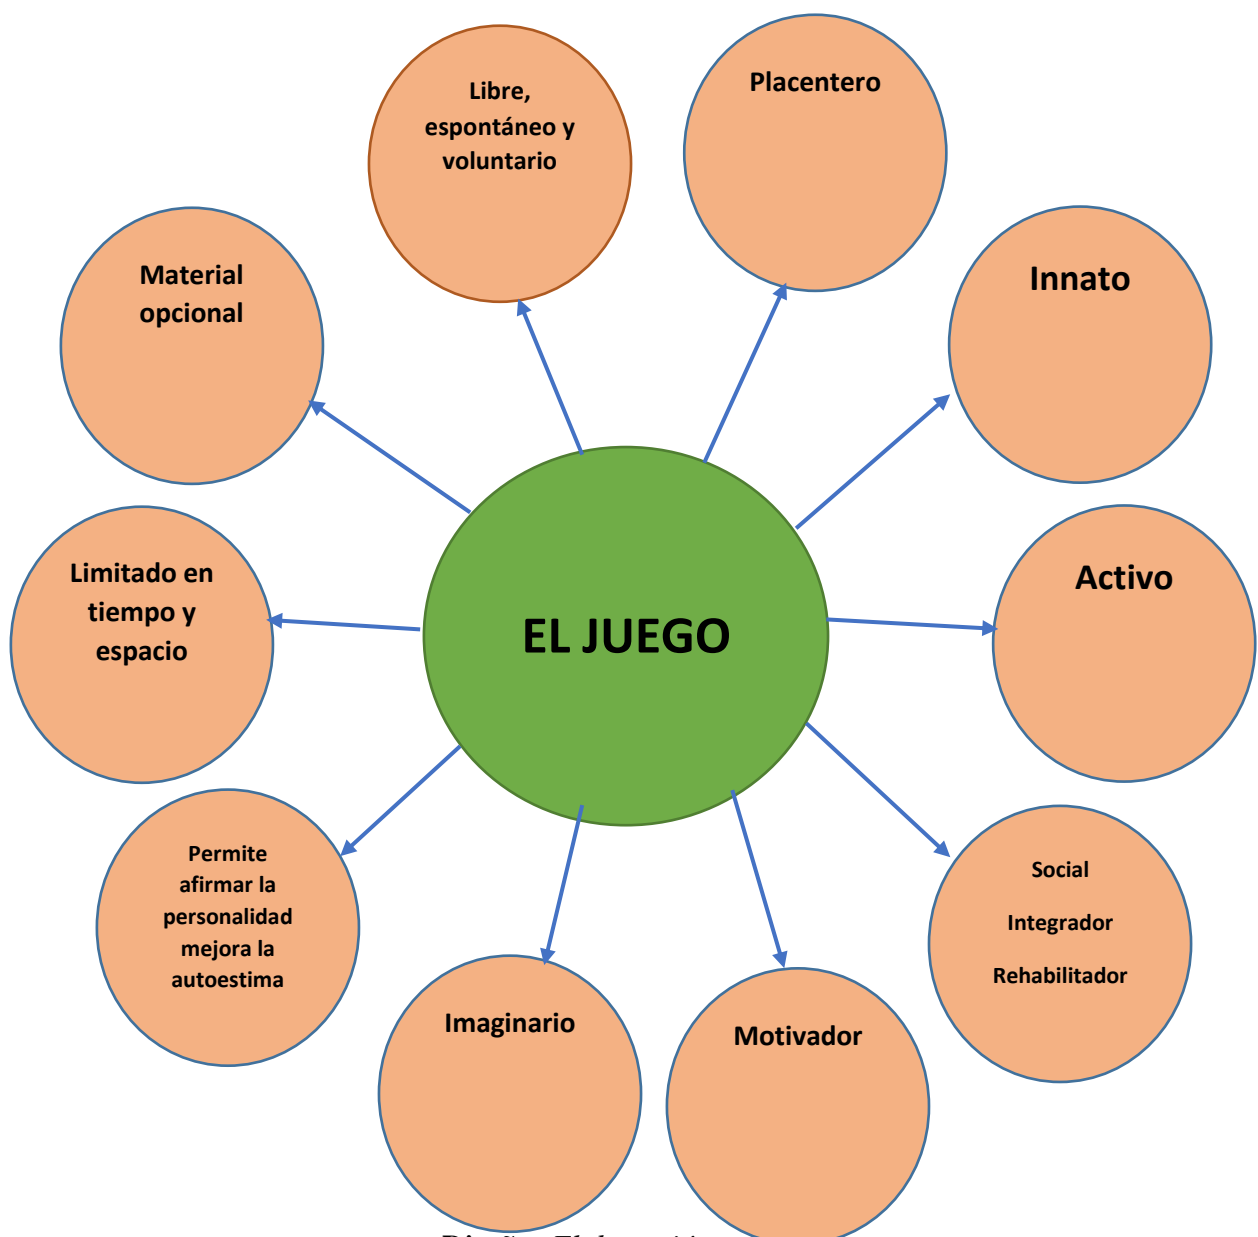 Libre,
espontáneo y
voluntario
Placentero
Innato
Activo
Social
Integrador
Rehabilitador
Motivador
Imaginario
Permite
afirmar la
personalidad
mejora la
autoestima
Limitado en
tiempo y
espacio
Material
opcional
EL JUEGO